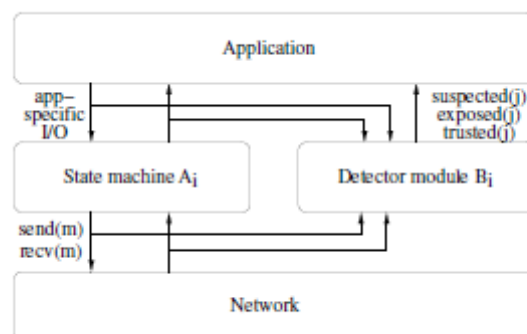 Application
app-
specific
I/O
suspected(j)
exposed(j)
trusted(j)
State machine Ai
Detector module Bi
send(m)
recv(m)
Network